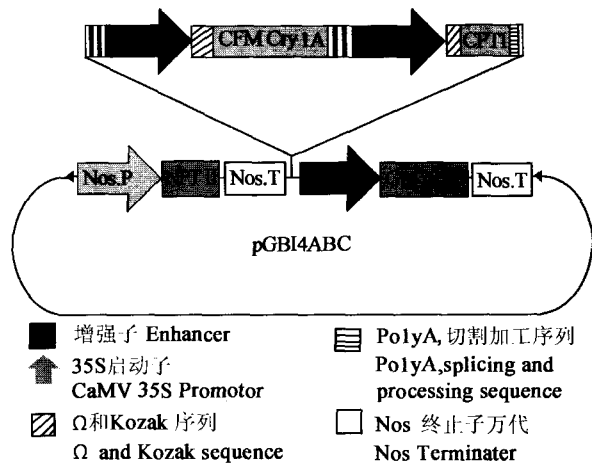 CFM Cry1A
CPTI
Nos.P
NPT II
Nos.T
Nos.T
pGBI4ABC
增强子 Enhancer
35S启动子
CaMV 35S Promotor
Ω和Kozak 序列
Ω and Kozak sequence
PolyA, 切割加工序列
PolyA,splicing and
processing sequence
Nos 终止子万代
Nos Terminater